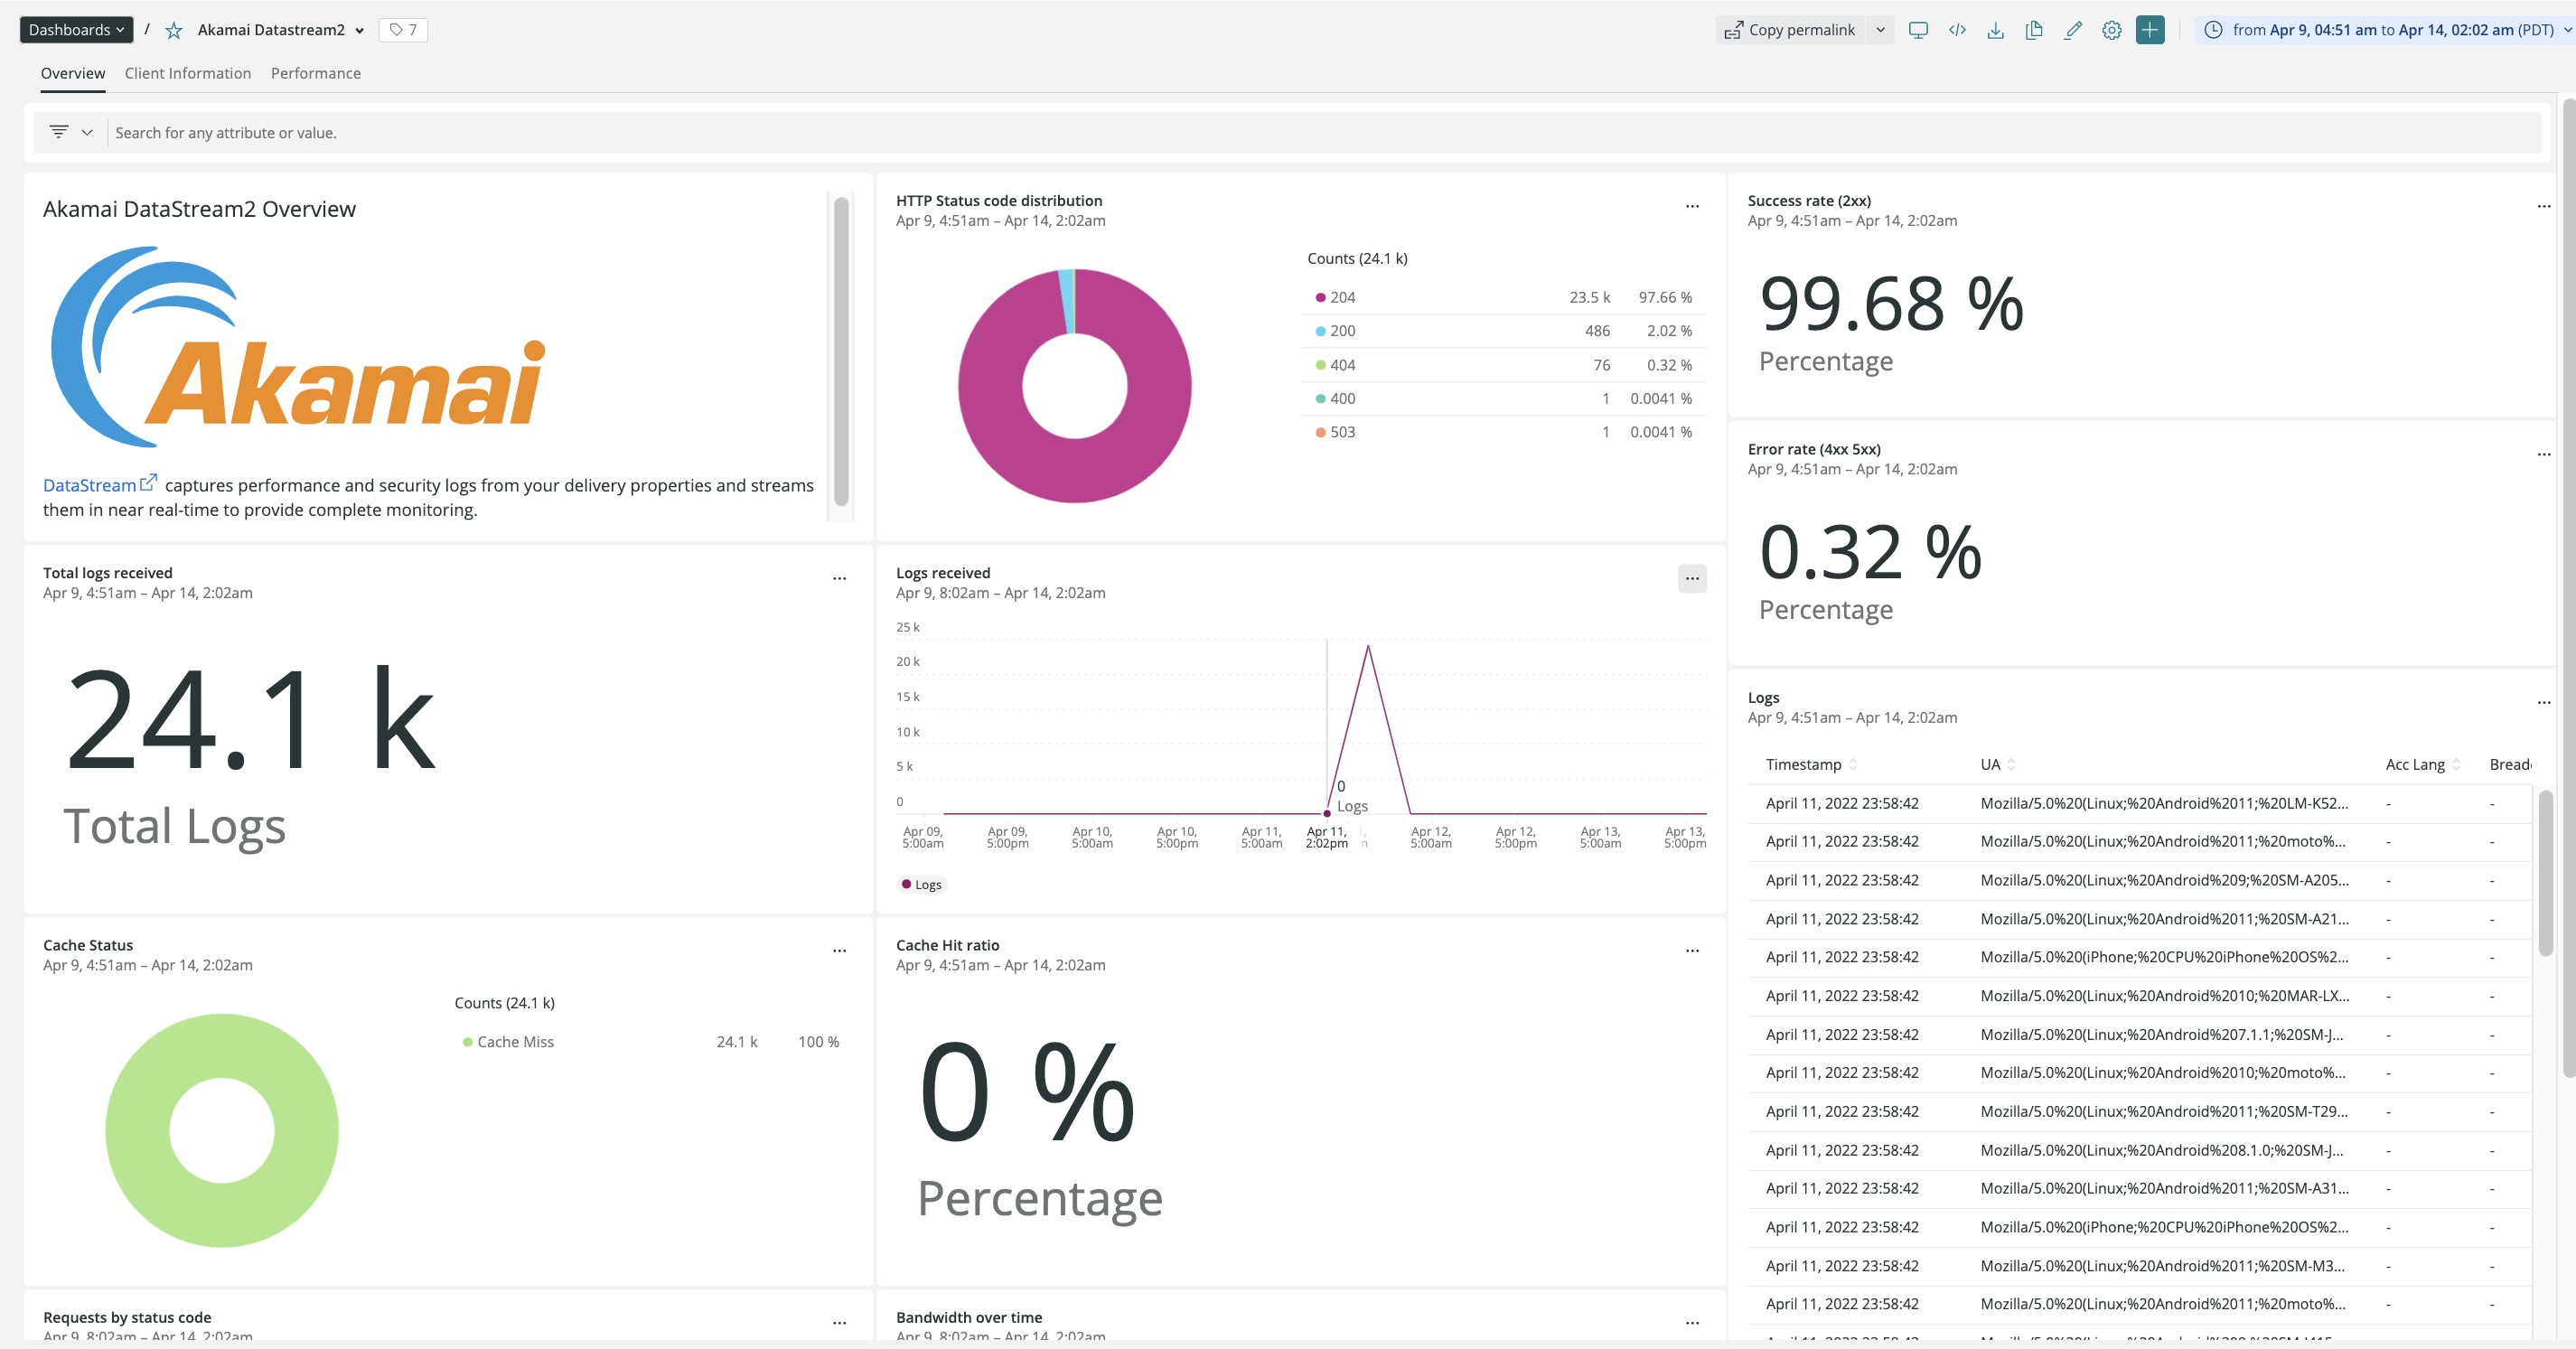 Dashboards / Akamai Datastream2 7
Copy permalink from Apr 9, 04:51 am to Apr 14, 02:02 am (PDT)
Overview Client Information Performance
Search for any attribute or value.
Akamai DataStream2 Overview
Akamai
DataStream captures performance and security logs from your delivery properties and streams
them in near real-time to provide complete monitoring.
HTTP Status code distribution
Apr 9, 4:51am – Apr 14, 2:02am
Counts (24.1 k)
204 23.5 k 97.66 %
200 486 2.02 %
404 76 0.32 %
400 1 0.0041 %
503 1 0.0041 %
Success rate (2xx)
Apr 9, 4:51am – Apr 14, 2:02am
99.68 %
Percentage
Error rate (4xx 5xx)
Apr 9, 4:51am – Apr 14, 2:02am
0.32 %
Percentage
Total logs received
Apr 9, 4:51am – Apr 14, 2:02am
24.1 k
Total Logs
Logs received
Apr 9, 8:02am – Apr 14, 2:02am
25 k
20 k
15 k
10 k
5 k
0
0
Logs
Apr 09, Apr 09, Apr 10, Apr 10, Apr 11, Apr 11, Apr 12, Apr 12, Apr 13, Apr 13,
5:00am 5:00pm 5:00am 5:00pm 5:00am 2:02pm 5:00am 5:00pm 5:00am 5:00pm
Logs
Logs
Apr 9, 4:51am – Apr 14, 2:02am
Timestamp UA Acc Lang Bread
April 11, 2022 23:58:42 Mozilla/5.0%20(Linux;%20Android%2011;%20LM-K52... - -
April 11, 2022 23:58:42 Mozilla/5.0%20(Linux;%20Android%2011;%20moto%... - -
April 11, 2022 23:58:42 Mozilla/5.0%20(Linux;%20Android%209;%20SM-A205... - -
April 11, 2022 23:58:42 Mozilla/5.0%20(Linux;%20Android%2011;%20SM-A21... - -
April 11, 2022 23:58:42 Mozilla/5.0%20(iPhone;%20CPU%20iPhone%20OS%2... - -
April 11, 2022 23:58:42 Mozilla/5.0%20(Linux;%20Android%2010;%20MAR-LX... - -
April 11, 2022 23:58:42 Mozilla/5.0%20(Linux;%20Android%207.1.1;%20SM-J... - -
April 11, 2022 23:58:42 Mozilla/5.0%20(Linux;%20Android%2010;%20moto%... - -
April 11, 2022 23:58:42 Mozilla/5.0%20(Linux;%20Android%2011;%20SM-T29... - -
April 11, 2022 23:58:42 Mozilla/5.0%20(Linux;%20Android%208.1.0;%20SM-J... - -
April 11, 2022 23:58:42 Mozilla/5.0%20(Linux;%20Android%2011;%20SM-A31... - -
April 11, 2022 23:58:42 Mozilla/5.0%20(iPhone;%20CPU%20iPhone%20OS%2... - -
April 11, 2022 23:58:42 Mozilla/5.0%20(Linux;%20Android%2011;%20SM-M3... - -
April 11, 2022 23:58:42 Mozilla/5.0%20(Linux;%20Android%2011;%20moto%... - -
Cache Status
Apr 9, 4:51am – Apr 14, 2:02am
Counts (24.1 k)
Cache Miss 24.1 k 100 %
Cache Hit ratio
Apr 9, 4:51am – Apr 14, 2:02am
0 %
Percentage
Requests by status code
Apr 9, 8:02am – Apr 14, 2:02am
Bandwidth over time
Apr 9, 8:02am – Apr 14, 2:02am